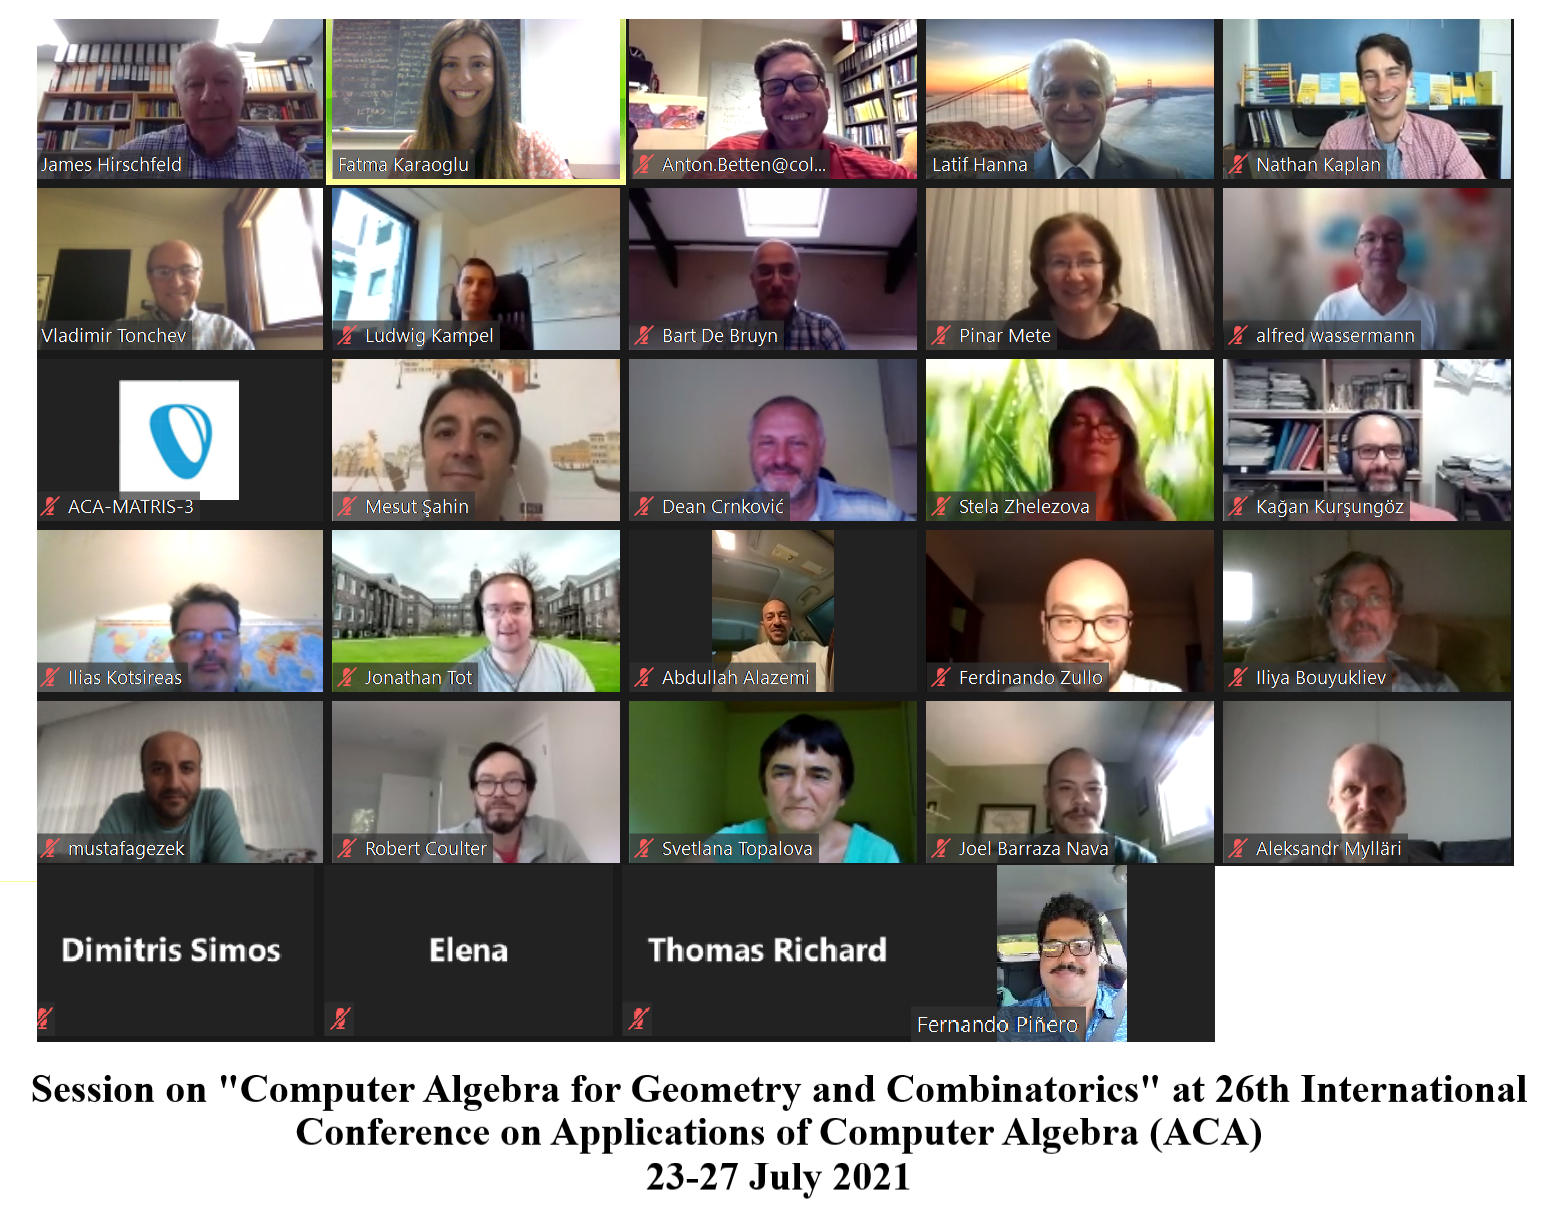 James Hirschfeld
Fatma Karaoglu
Anton.Betten@col...
Latif Hanna
Nathan Kaplan
Vladimir Tonchev
Ludwig Kampel
Bart De Bruyn
Pinar Mete
alfred wassermann
ACA-MATRIS-3
Mesut Şahin
Dean Crnković
Stela Zhelezova
Kağan Kurşungöz
Ilias Kotsireas
Jonathan Tot
Abdullah Alazemi
Ferdinando Zullo
Iliya Bouyukliev
mustafagezek
Robert Coulter
Svetlana Topalova
Joel Barraza Nava
Aleksandr Mylläri
Dimitris Simos
Elena
Thomas Richard
Fernando Piñero
Session on "Computer Algebra for Geometry and Combinatorics" at 26th International
Conference on Applications of Computer Algebra (ACA)
23-27 July 2021